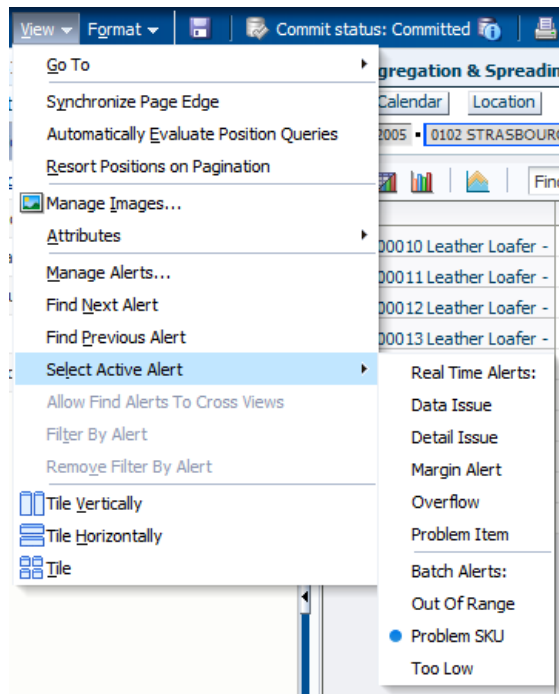 View Format Commit status: Committed
Go To
Synchronize Page Edge
Automatically Evaluate Position Queries
Resort Positions on Pagination
Manage Images...
Attributes
Manage Alerts...
Find Next Alert
Find Previous Alert
Select Active Alert
Allow Find Alerts To Cross Views
Filter By Alert
Remove Filter By Alert
Tile Vertically
Tile Horizontally
Tile
gregation & Spreadin
Calendar Location
2005 0102 STRASBOURG
Fin
00010 Leather Loafer -
00011 Leather Loafer -
00012 Leather Loafer -
00013 Leather Loafer -
Real Time Alerts:
Data Issue
Detail Issue
Margin Alert
Overflow
Problem Item
Batch Alerts:
Out Of Range
Problem SKU
Too Low